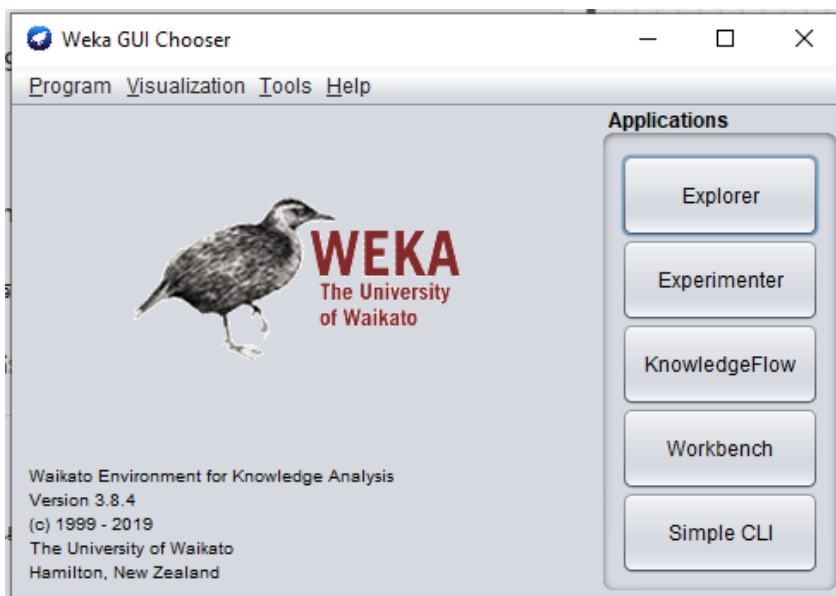 Weka GUI Chooser
Program Visualization Tools Help
Applications
Explorer
Experimenter
KnowledgeFlow
Workbench
Simple CLI
WEKA
The University
of Waikato
Waikato Environment for Knowledge Analysis
Version 3.8.4
(c) 1999 - 2019
The University of Waikato
Hamilton, New Zealand